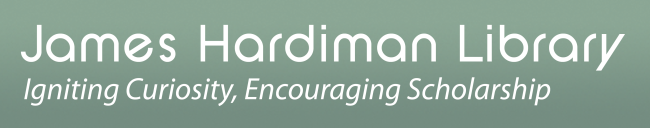 James Hardiman Library
Igniting Curiosity, Encouraging Scholarship